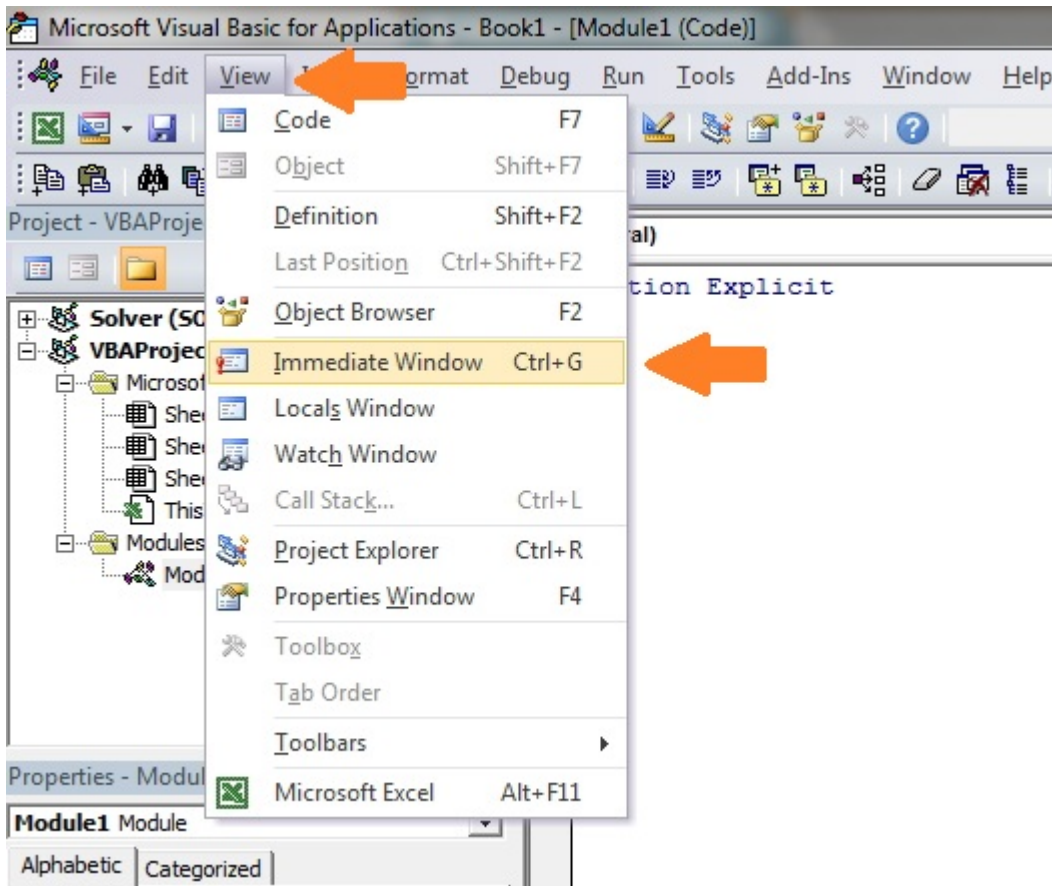 Microsoft Visual Basic for Applications - Book1 - [Module1 (Code)]
File Edit View ormat Debug Run Tools Add-Ins Window Help
Code F7
Object Shift+F7
Project - VBAProje
Definition Shift+F2
al)
Last Position Ctrl+Shift+F2
tion Explicit
Object Browser F2
Solver (SO
VBAProjec
Immediate Window Ctrl+G
Microsof
Locals Window
Shee
Watch Window
Shee
Shee
Call Stack... Ctrl+L
This
Modules
Project Explorer Ctrl+R
Mod
Properties Window F4
Toolbox
Tab Order
Toolbars
Properties - Modul
Microsoft Excel Alt+F11
Module1 Module
Alphabetic Categorized